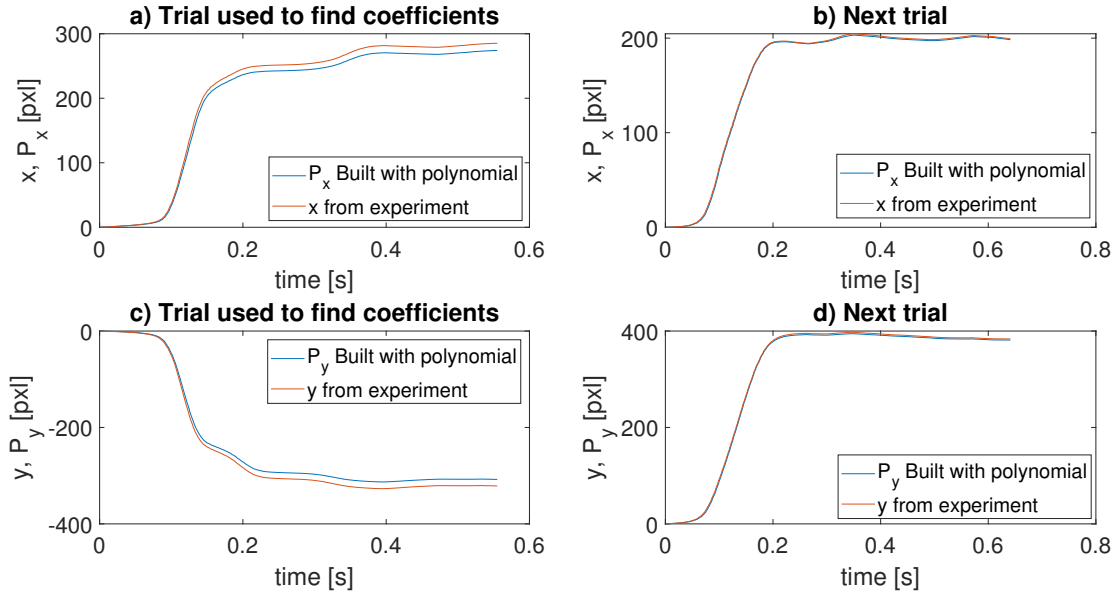 a) Trial used to find coefficients
300
200
100
0
x, P_x [pxl]
P_x Built with polynomial
x from experiment
0
0.2
0.4
0.6
time [s]
b) Next trial
200
100
0
x, P_x [pxl]
P_x Built with polynomial
x from experiment
0
0.2
0.4
0.6
0.8
time [s]
c) Trial used to find coefficients
0
-200
-400
y, P_y [pxl]
P_y Built with polynomial
y from experiment
0
0.2
0.4
0.6
time [s]
d) Next trial
400
200
0
y, P_y [pxl]
P_y Built with polynomial
y from experiment
0
0.2
0.4
0.6
0.8
time [s]